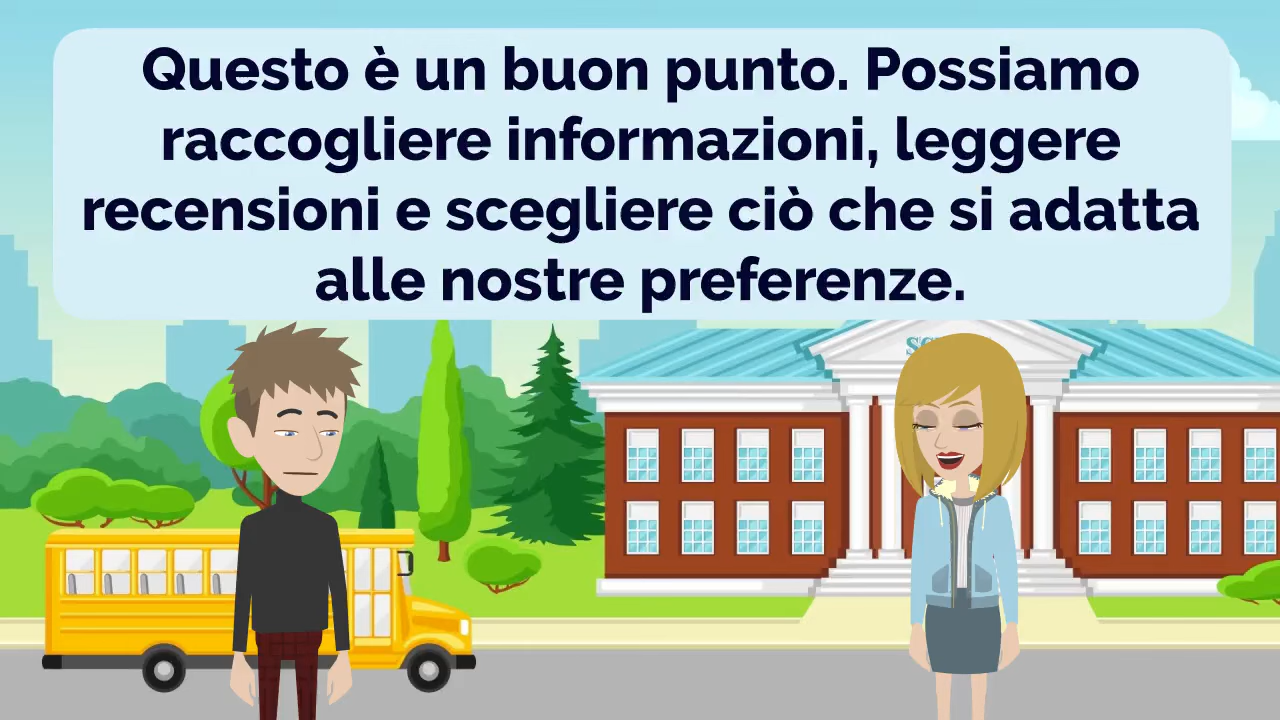 Questo è un buon punto. Possiamo
raccogliere informazioni, leggere
recensioni e scegliere ciò che si adatta
alle nostre preferenze.